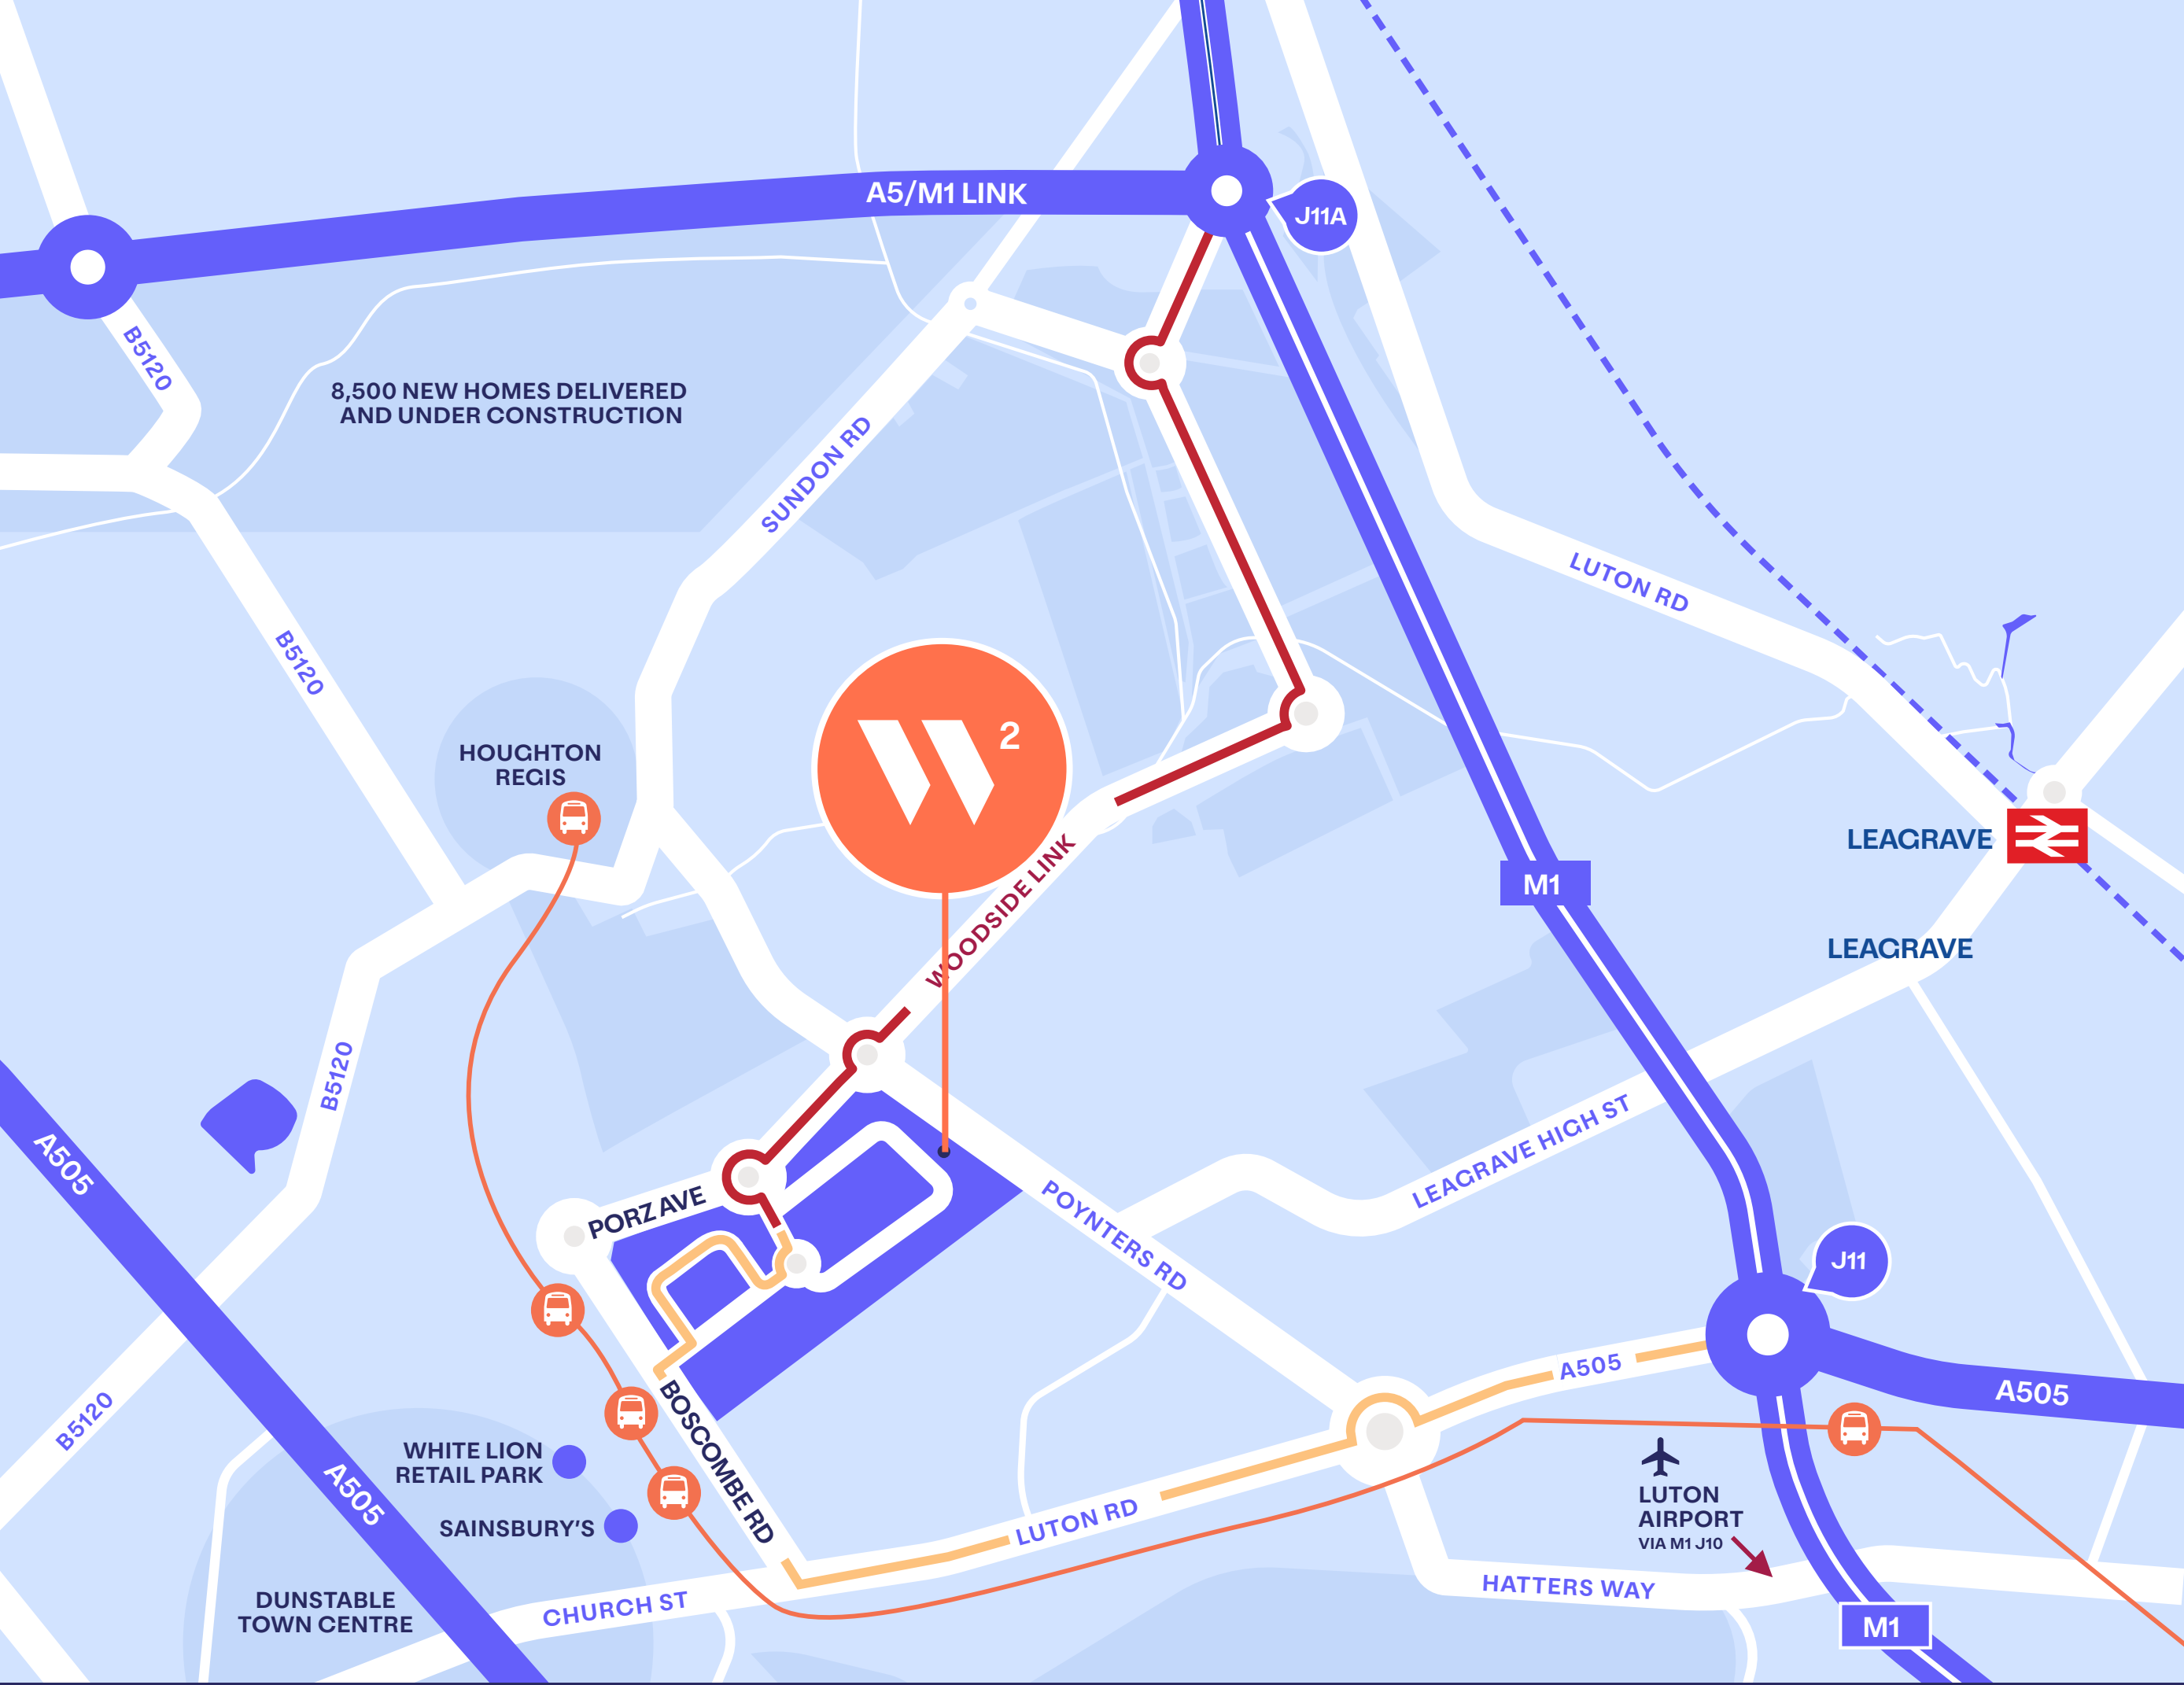 A5/M1 LINK
J11A
B5120
8,500 NEW HOMES DELIVERED
AND UNDER CONSTRUCTION
SUNDON RD
LUTON RD
B5120
2
HOUGHTON
REGIS
LEAGRAVE
WOODSIDE LINK
M1
LEAGRAVE
B5120
LEAGRAVE HIGH ST
A505
PORZ AVE
POYNTERS RD
J11
A505
A505
B5120
BOSCOMBE RD
WHITE LION
RETAIL PARK
A505
SAINSBURY'S
LUTON RD
LUTON
AIRPORT
VIA M1 J10
HATTERS WAY
CHURCH ST
DUNSTABLE
TOWN CENTRE
M1